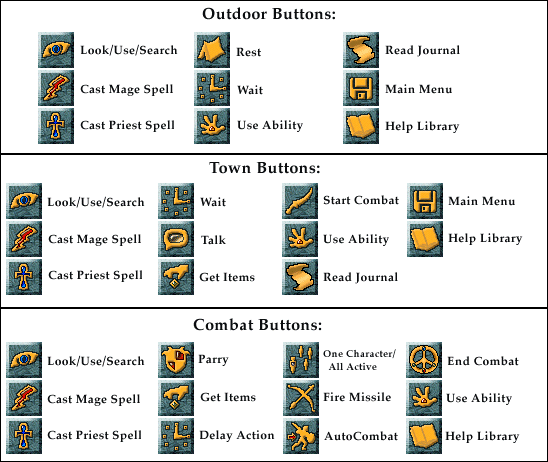 Outdoor Buttons:
Look/Use/Search
Rest
Read Journal
Cast Mage Spell
Wait
Main Menu
Cast Priest Spell
Use Ability
Help Library
Town Buttons:
Look/Use/Search
Wait
Start Combat
Main Menu
Cast Mage Spell
Talk
Use Ability
Help Library
Cast Priest Spell
Get Items
Read Journal
Combat Buttons:
Look/Use/Search
Parry
One Character/
All Active
End Combat
Cast Mage Spell
Get Items
Fire Missile
Use Ability
Cast Priest Spell
Delay Action
AutoCombat
Help Library